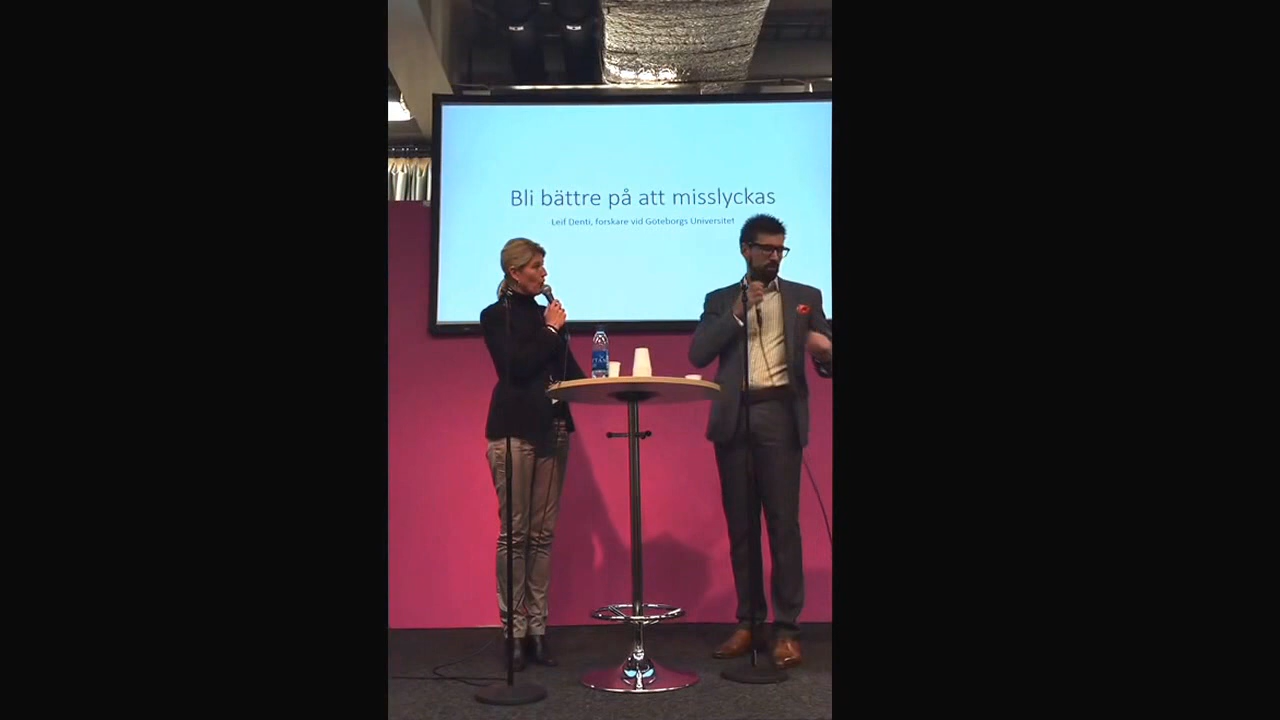 Bli bättre på att misslyckas
Leif Denti, forskare vid Göteborgs Universitet